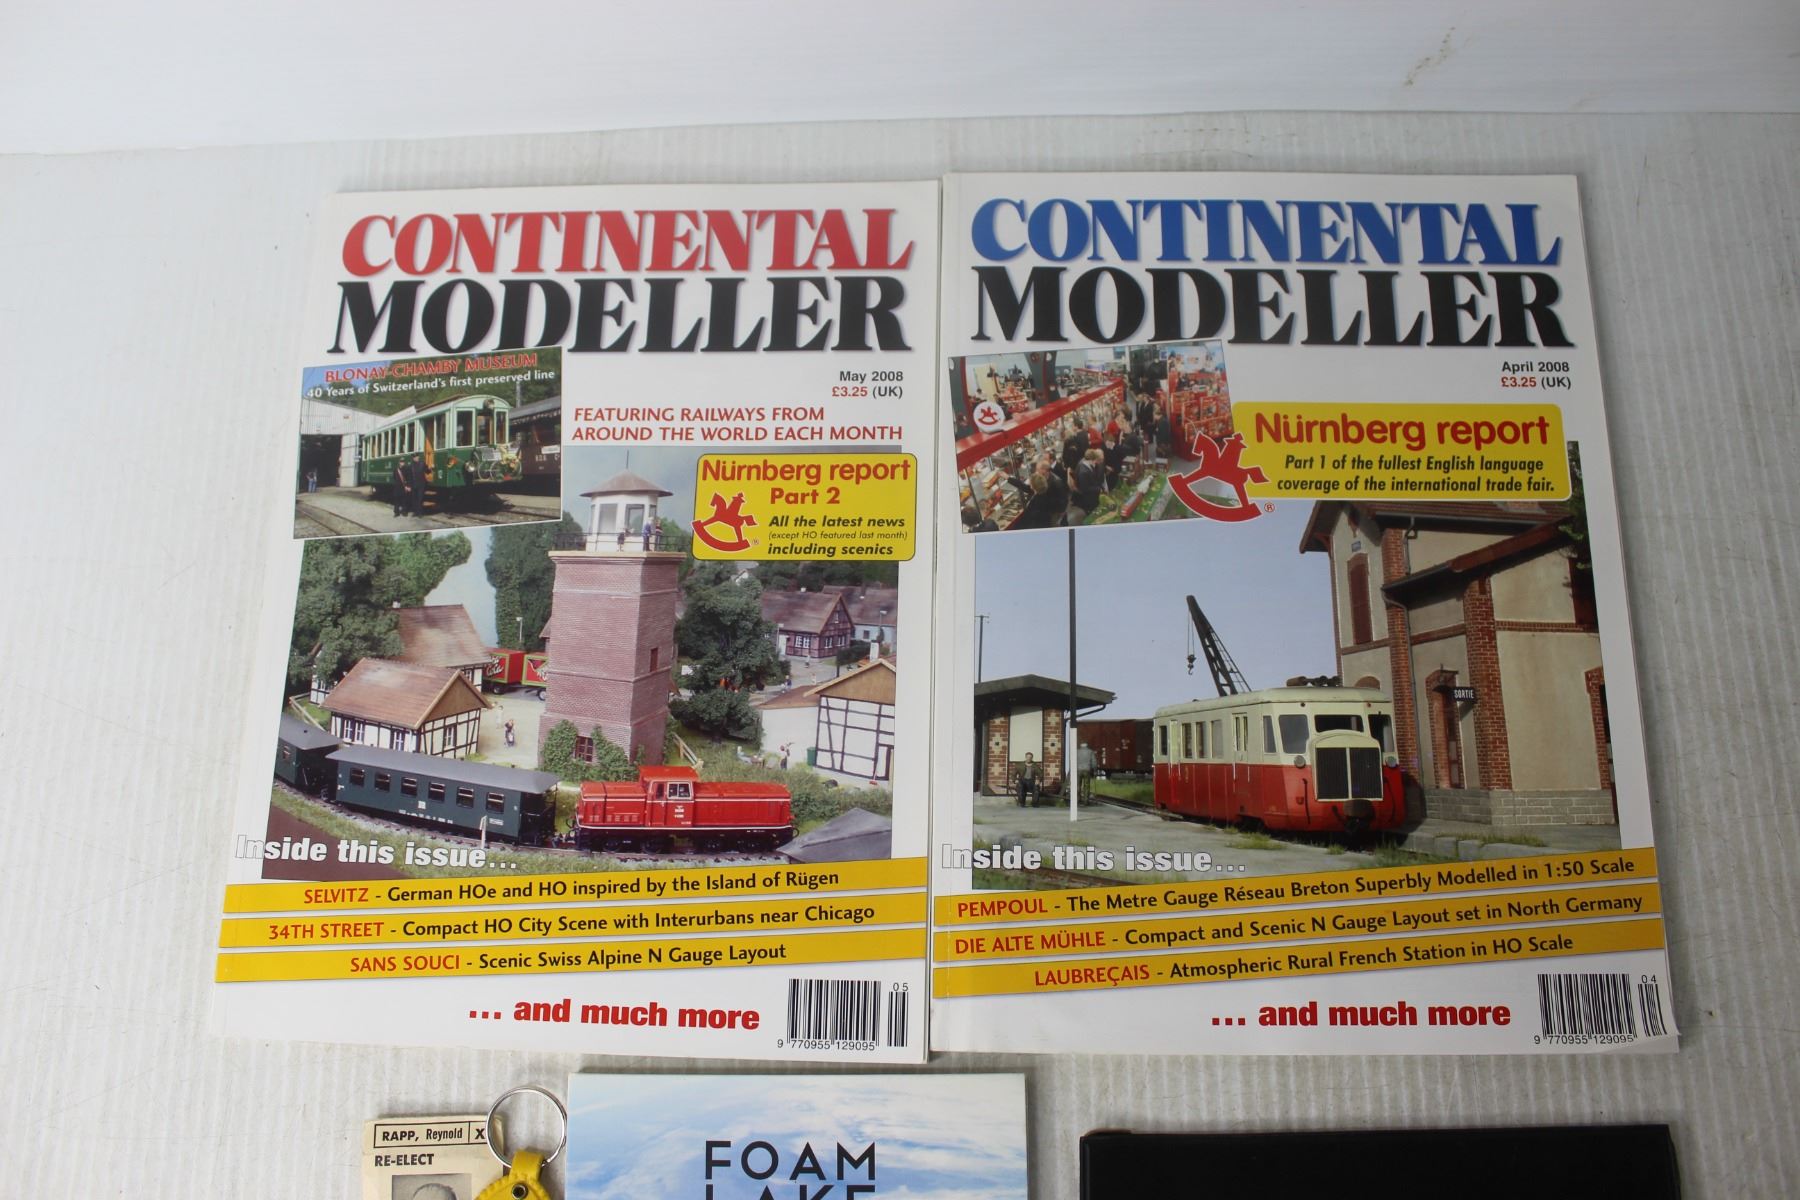 CONTINENTAL
MODELLER
BLONAY-CHAMBY MUSEUM
40 Years of Switzerland's first preserved line
May 2008
£3.25 (UK)
FEATURING RAILWAYS FROM
AROUND THE WORLD EACH MONTH
Nürnberg report
Part 2
All the latest news
(except HO featured last month)
including scenics
®
Inside this issue...
SELVITZ - German HOe and HO inspired by the Island of Rügen
34TH STREET - Compact HO City Scene with Interurbans near Chicago
SANS SOUCI - Scenic Swiss Alpine N Gauge Layout
... and much more
05
9 770955 129095
CONTINENTAL
MODELLER
April 2008
£3.25 (UK)
Nürnberg report
Part 1 of the fullest English language
coverage of the international trade fair.
®
SORTIE
Inside this issue...
PEMPOUL - The Metre Gauge Réseau Breton Superbly Modelled in 1:50 Scale
DIE ALTE MÜHLE - Compact and Scenic N Gauge Layout set in North Germany
LAUBREÇAIS - Atmospheric Rural French Station in HO Scale
... and much more
04
9 770955 129095
RAPP, Reynold X
RE-ELECT
FOAM
LAKE